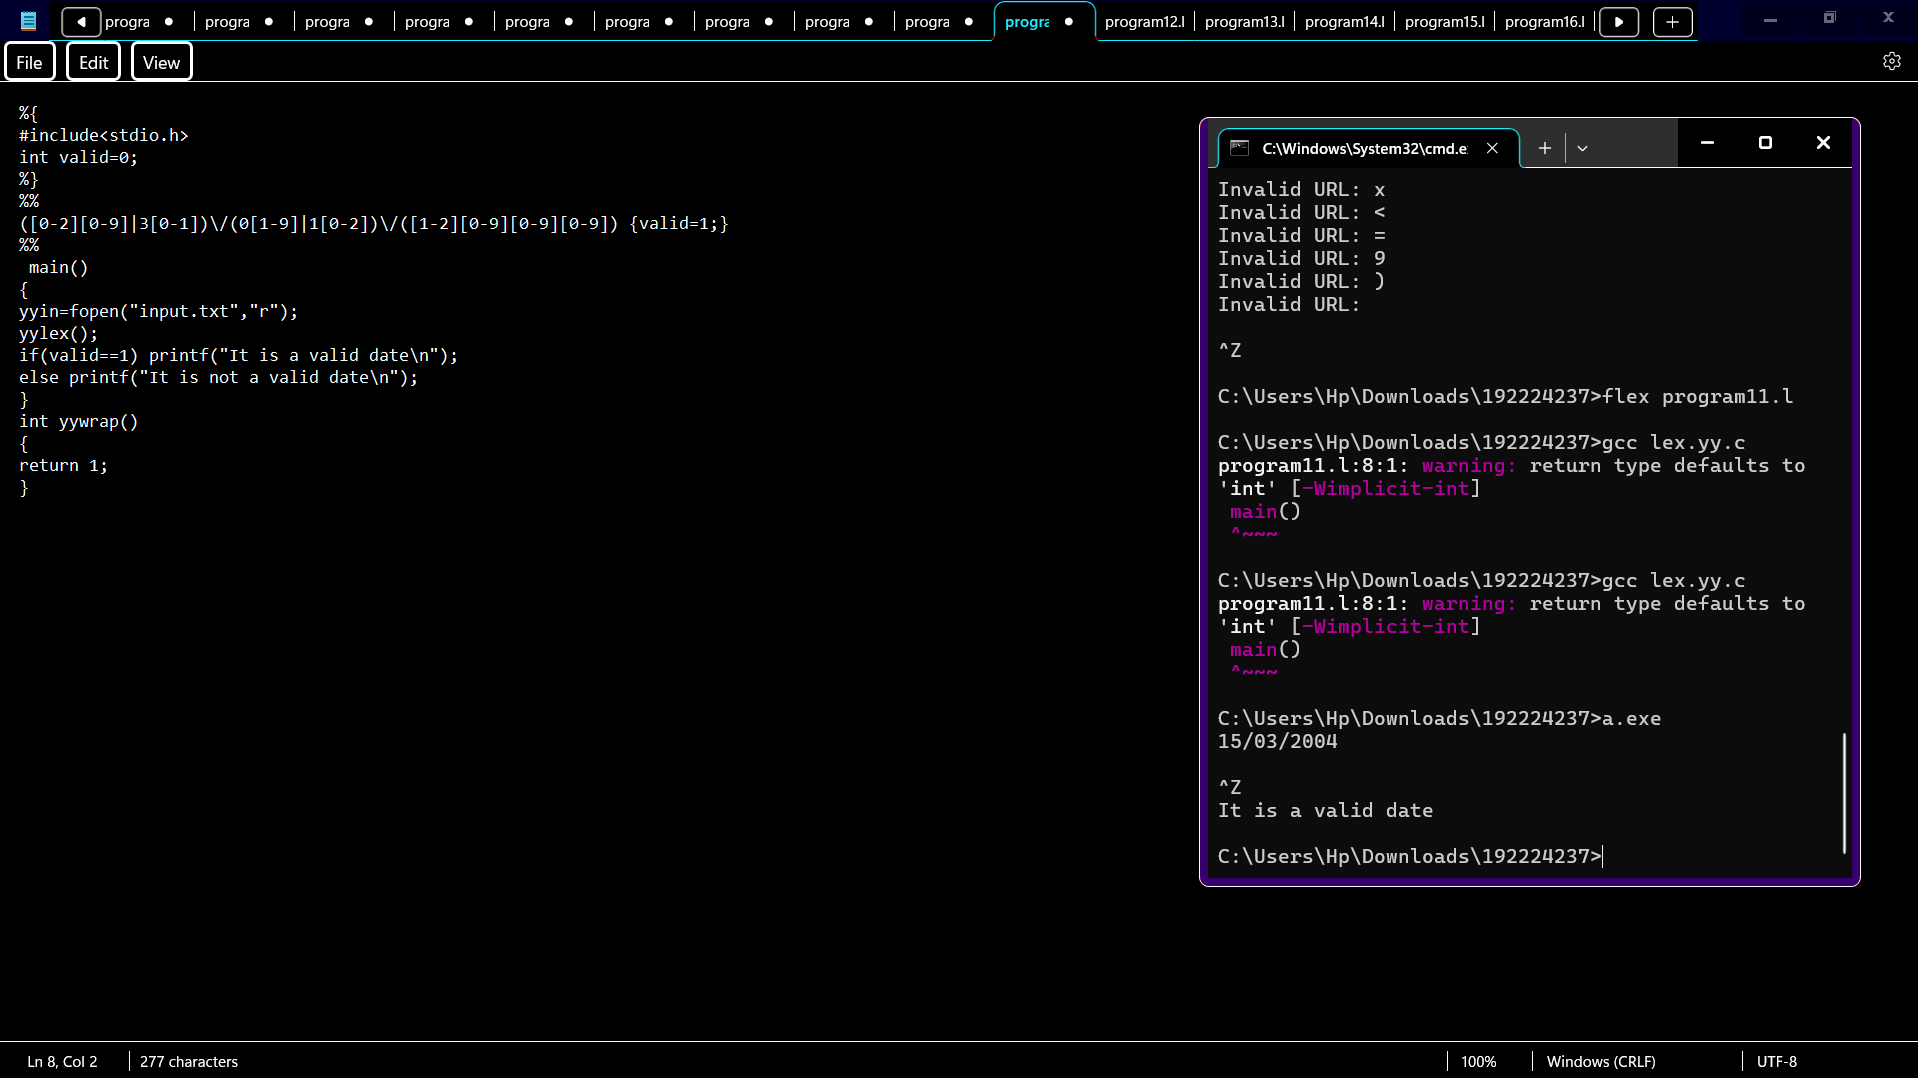 progra progra progra progra progra progra progra progra progra progra program12.l program13.l program14.l program15.l program16.l
File Edit View
%{
#include<stdio.h>
int valid=0;
%}
%%
([0-2][0-9]|3[0-1])\/(0[1-9]|1[0-2])\/([1-2][0-9][0-9][0-9]) {valid=1;}
%%
 main()
{
yyin=fopen("input.txt","r");
yylex();
if(valid==1) printf("It is a valid date\n");
else printf("It is not a valid date\n");
}
int yywrap()
{
return 1;
}
C:\Windows\System32\cmd.e
Invalid URL: x
Invalid URL: <
Invalid URL: =
Invalid URL: 9
Invalid URL: )
Invalid URL:
^Z
C:\Users\Hp\Downloads\192224237>flex program11.l
C:\Users\Hp\Downloads\192224237>gcc lex.yy.c
program11.l:8:1: warning: return type defaults to
'int' [-Wimplicit-int]
 main()
 ^~~~
C:\Users\Hp\Downloads\192224237>gcc lex.yy.c
program11.l:8:1: warning: return type defaults to
'int' [-Wimplicit-int]
 main()
 ^~~~
C:\Users\Hp\Downloads\192224237>a.exe
15/03/2004
^Z
It is a valid date
C:\Users\Hp\Downloads\192224237>
Ln 8, Col 2 277 characters 100% Windows (CRLF) UTF-8